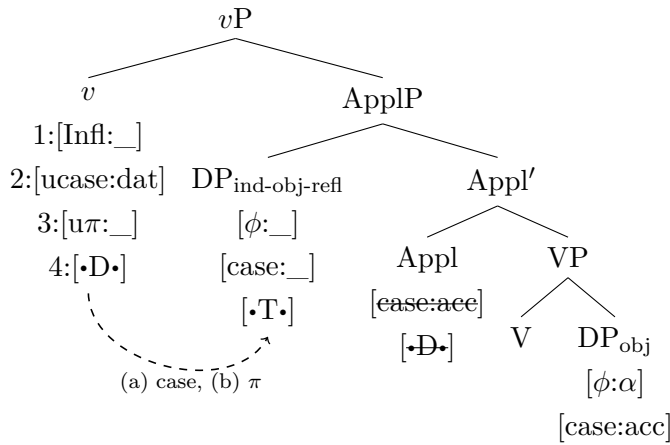 vP
v
ApplP
1:[Infl:_]
2:[ucase:dat]
DP_ind-obj-refl
Appl′
3:[uπ:_]
[ϕ:_]
4:[•D•]
[case:_]
Appl
VP
[•T•]
[case:acc]
[•D•]
V
DP_obj
(a) case, (b) π
[ϕ:α]
[case:acc]